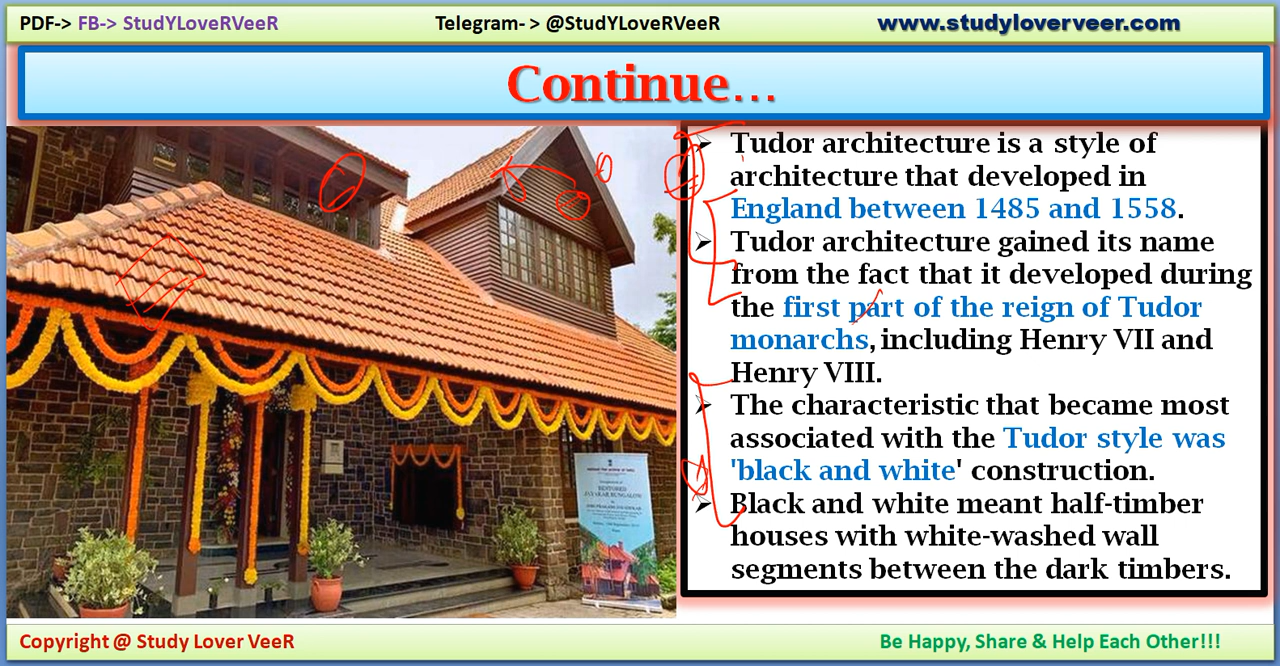 PDF-> FB-> StudYLoveRVeeR
Telegram- > @StudYLoveRVeeR
www.studyloverveer.com
Continue...
➢ Tudor architecture is a style of
architecture that developed in
England between 1485 and 1558.
➢ Tudor architecture gained its name
from the fact that it developed during
the first part of the reign of Tudor
monarchs, including Henry VII and
Henry VIII.
➢ The characteristic that became most
associated with the Tudor style was
'black and white' construction.
➢ Black and white meant half-timber
houses with white-washed wall
segments between the dark timbers.
RESTORED
JAYAKAR BUNGALOW
Copyright @ Study Lover VeeR
Be Happy, Share & Help Each Other!!!